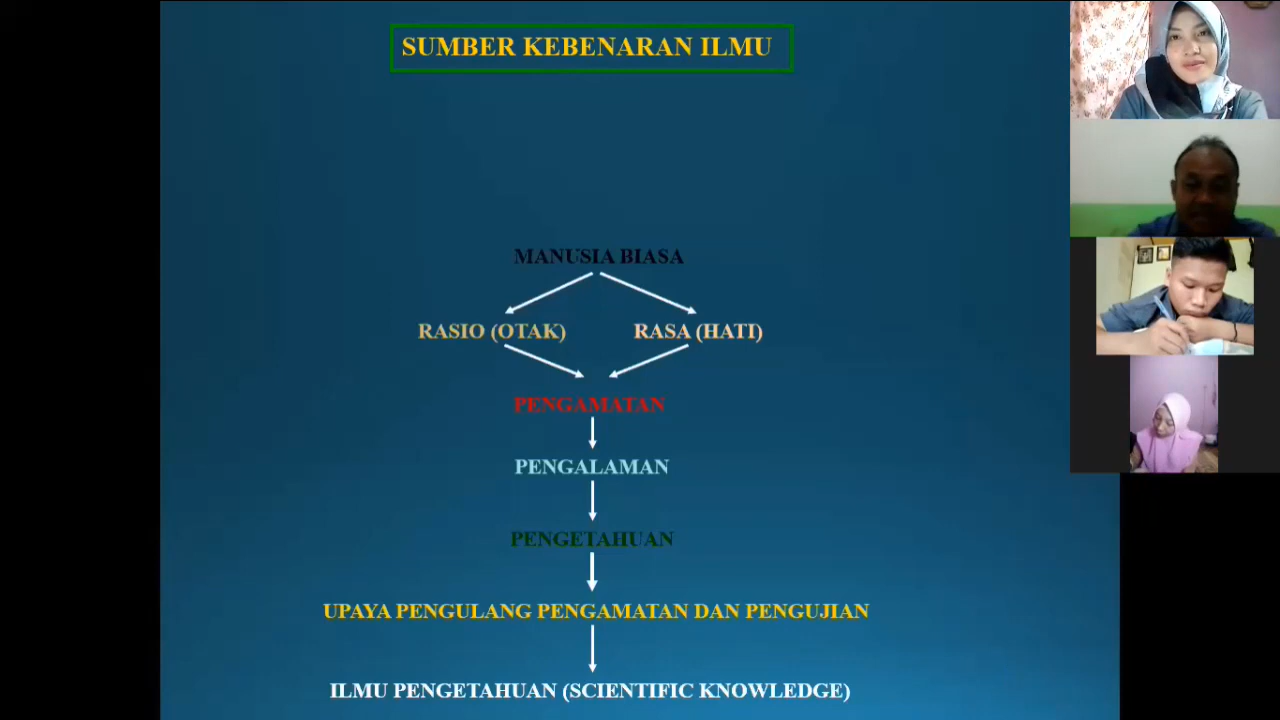 SUMBER KEBENARAN ILMU
MANUSIA BIASA
RASIO (OTAK)
RASA (HATI)
PENGAMATAN
PENGALAMAN
PENGETAHUAN
UPAYA PENGULANG PENGAMATAN DAN PENGUJIAN
ILMU PENGETAHUAN (SCIENTIFIC KNOWLEDGE)